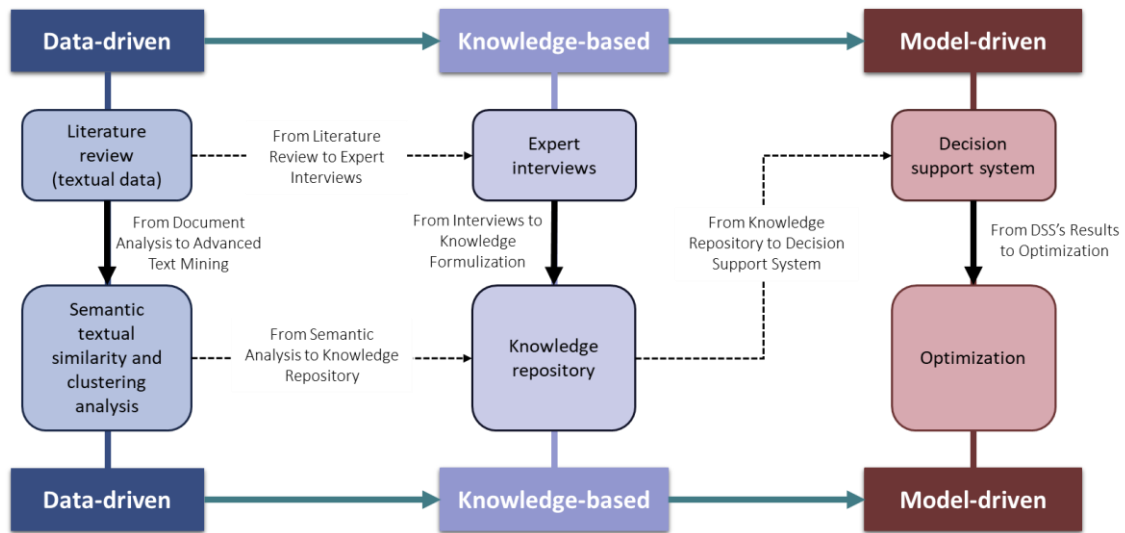 Data-driven
Knowledge-based
Model-driven
Literature
review
(textual data)
From Literature
Review to Expert
Interviews
Expert
interviews
Decision
support system
From Document
Analysis to Advanced
Text Mining
From Interviews to
Knowledge
Formulization
From Knowledge
Repository to Decision
Support System
From DSS's Results
to Optimization
Semantic
textual
similarity and
clustering
analysis
From Semantic
Analysis to Knowledge
Repository
Knowledge
repository
Optimization
Data-driven
Knowledge-based
Model-driven